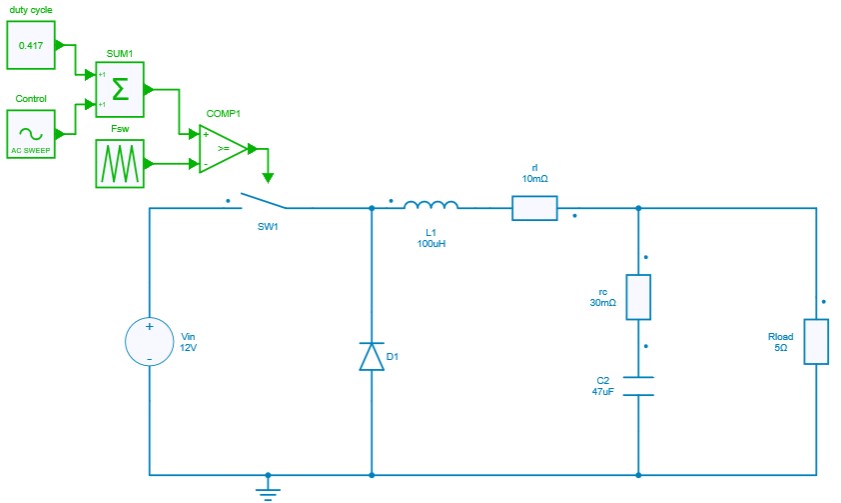 duty cycle
0.417
SUM1
+1
+1
Σ
Control
AC SWEEP
Fsw
COMP1
+
>=
-
SW1
L1
100uH
rl
10mΩ
+
-
Vin
12V
D1
rc
30mΩ
C2
47uF
Rload
5Ω